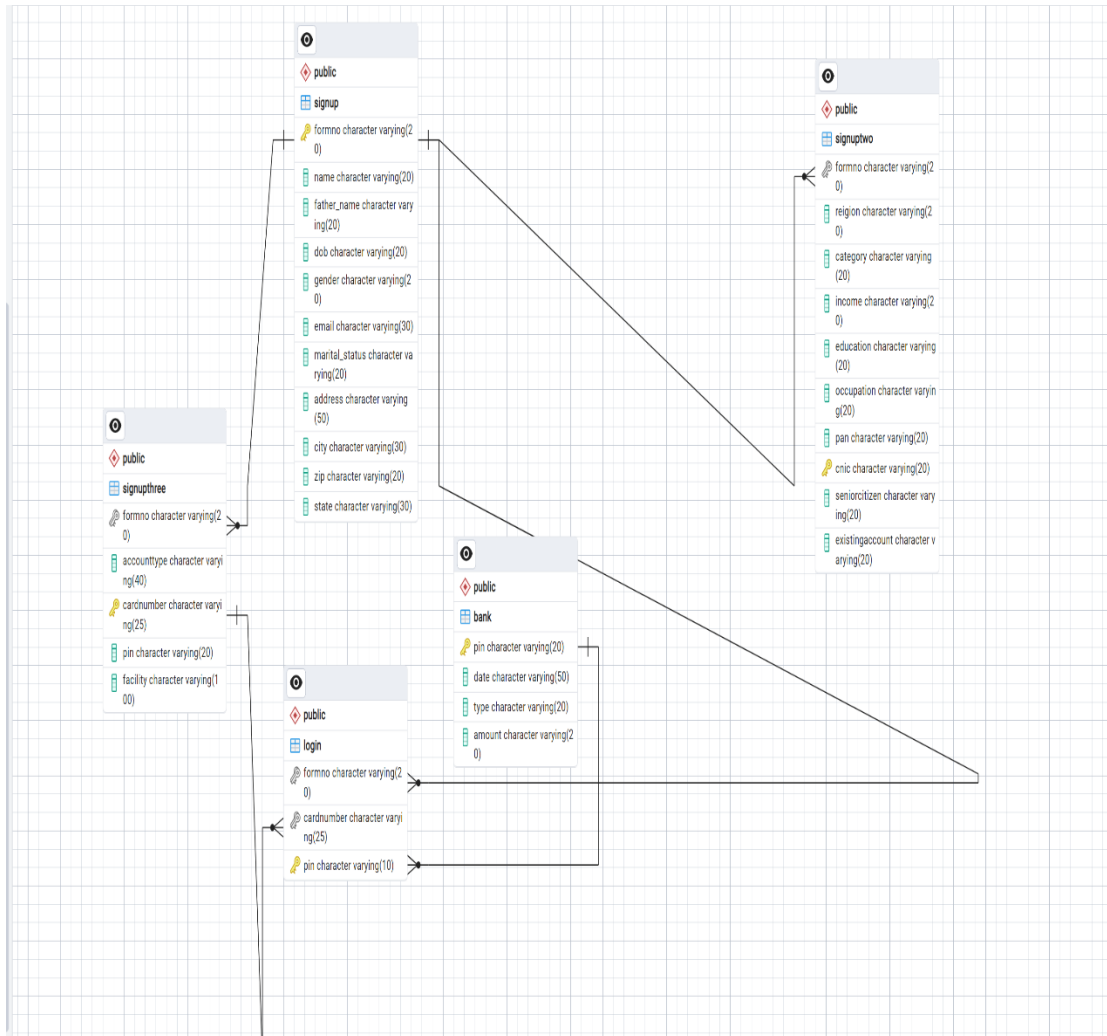 public
signup
formno character varying(2
0)
name character varying(20)
father_name character vary
ing(20)
dob character varying(20)
gender character varying(2
0)
email character varying(30)
marital_status character va
rying(20)
address character varying
(50)
city character varying(30)
zip character varying(20)
state character varying(30)
public
signuptwo
formno character varying(2
0)
reigion character varying(2
0)
category character varying
(20)
income character varying(2
0)
education character varying
(20)
occupation character varyin
g(20)
pan character varying(20)
cnic character varying(20)
seniorcitizen character vary
ing(20)
existingaccount character v
arying(20)
public
signupthree
formno character varying(2
0)
accounttype character varyi
ng(40)
cardnumber character varyi
ng(25)
pin character varying(20)
facility character varying(1
00)
public
bank
pin character varying(20)
date character varying(50)
type character varying(20)
amount character varying(2
0)
public
login
formno character varying(2
0)
cardnumber character varyi
ng(25)
pin character varying(10)